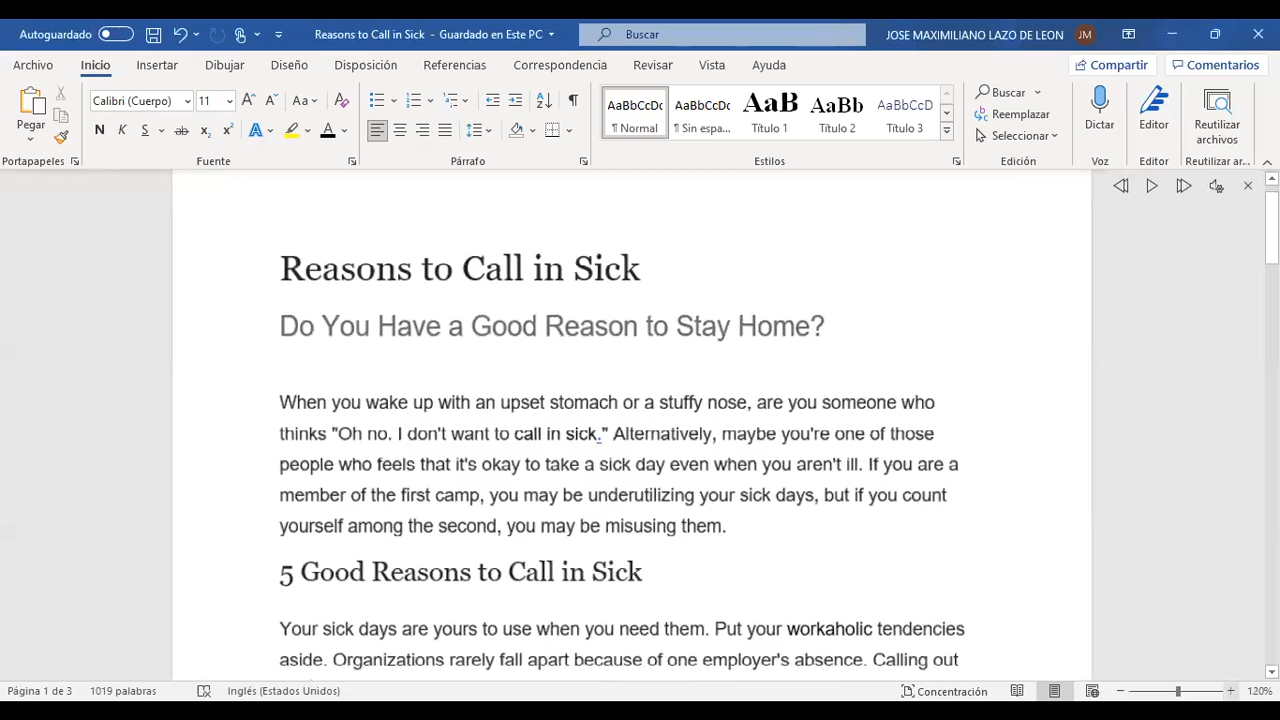 Autoguardado
Reasons to Call in Sick - Guardado en Este PC
Buscar
JOSE MAXIMILIANO LAZO DE LEON
JM
Archivo Inicio Insertar Dibujar Diseño Disposición Referencias Correspondencia Revisar Vista Ayuda
Compartir Comentarios
Pegar
Portapapeles
Calibri (Cuerpo) 11
N K S ab x₂ x² A A
Fuente
Párrafo
AaBbCcDc AaBbCcDc AaB AaBb AaBbCcD
¶ Normal ¶ Sin espa... Título 1 Título 2 Título 3
Estilos
Buscar
Reemplazar
Seleccionar
Edición
Dictar
Voz
Editor
Editor
Reutilizar
archivos
Reutilizar ar...
Reasons to Call in Sick
Do You Have a Good Reason to Stay Home?
When you wake up with an upset stomach or a stuffy nose, are you someone who
thinks "Oh no. I don't want to call in sick." Alternatively, maybe you're one of those
people who feels that it's okay to take a sick day even when you aren't ill. If you are a
member of the first camp, you may be underutilizing your sick days, but if you count
yourself among the second, you may be misusing them.
5 Good Reasons to Call in Sick
Your sick days are yours to use when you need them. Put your workaholic tendencies
aside. Organizations rarely fall apart because of one employer's absence. Calling out
Página 1 de 3 1019 palabras Inglés (Estados Unidos) Concentración 120%